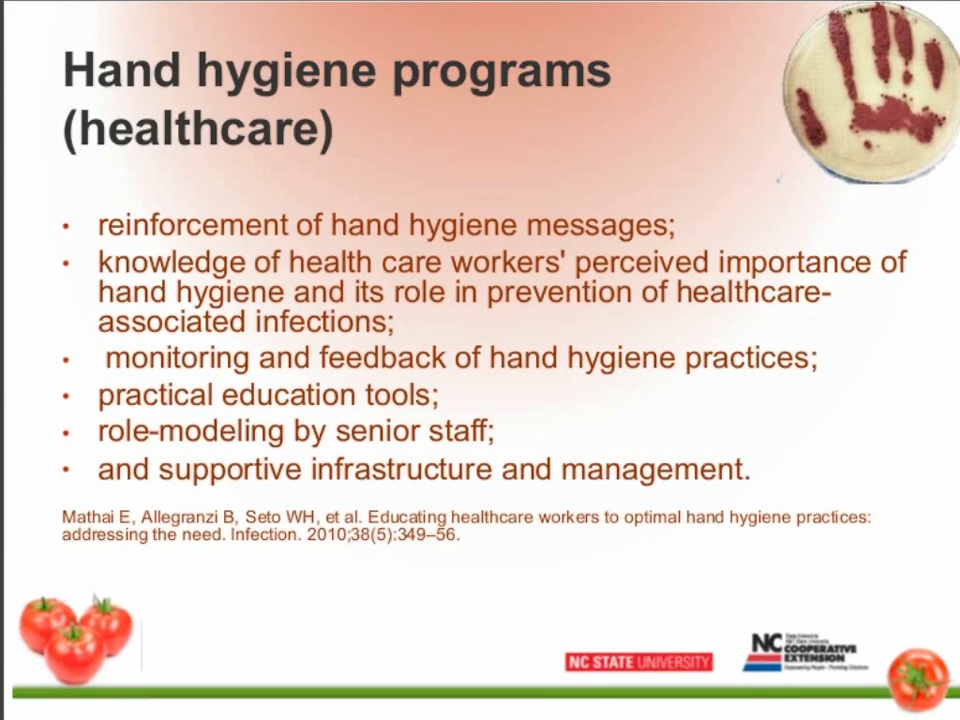 Hand hygiene programs
(healthcare)
• reinforcement of hand hygiene messages;
• knowledge of health care workers' perceived importance of
hand hygiene and its role in prevention of healthcare-
associated infections;
• monitoring and feedback of hand hygiene practices;
• practical education tools;
• role-modeling by senior staff;
• and supportive infrastructure and management.
Mathai E, Allegranzi B, Seto WH, et al. Educating healthcare workers to optimal hand hygiene practices:
addressing the need. Infection. 2010;38(5):349–56.
NC STATE UNIVERSITY
NC
COOPERATIVE
EXTENSION
Empowering People · Providing Solutions